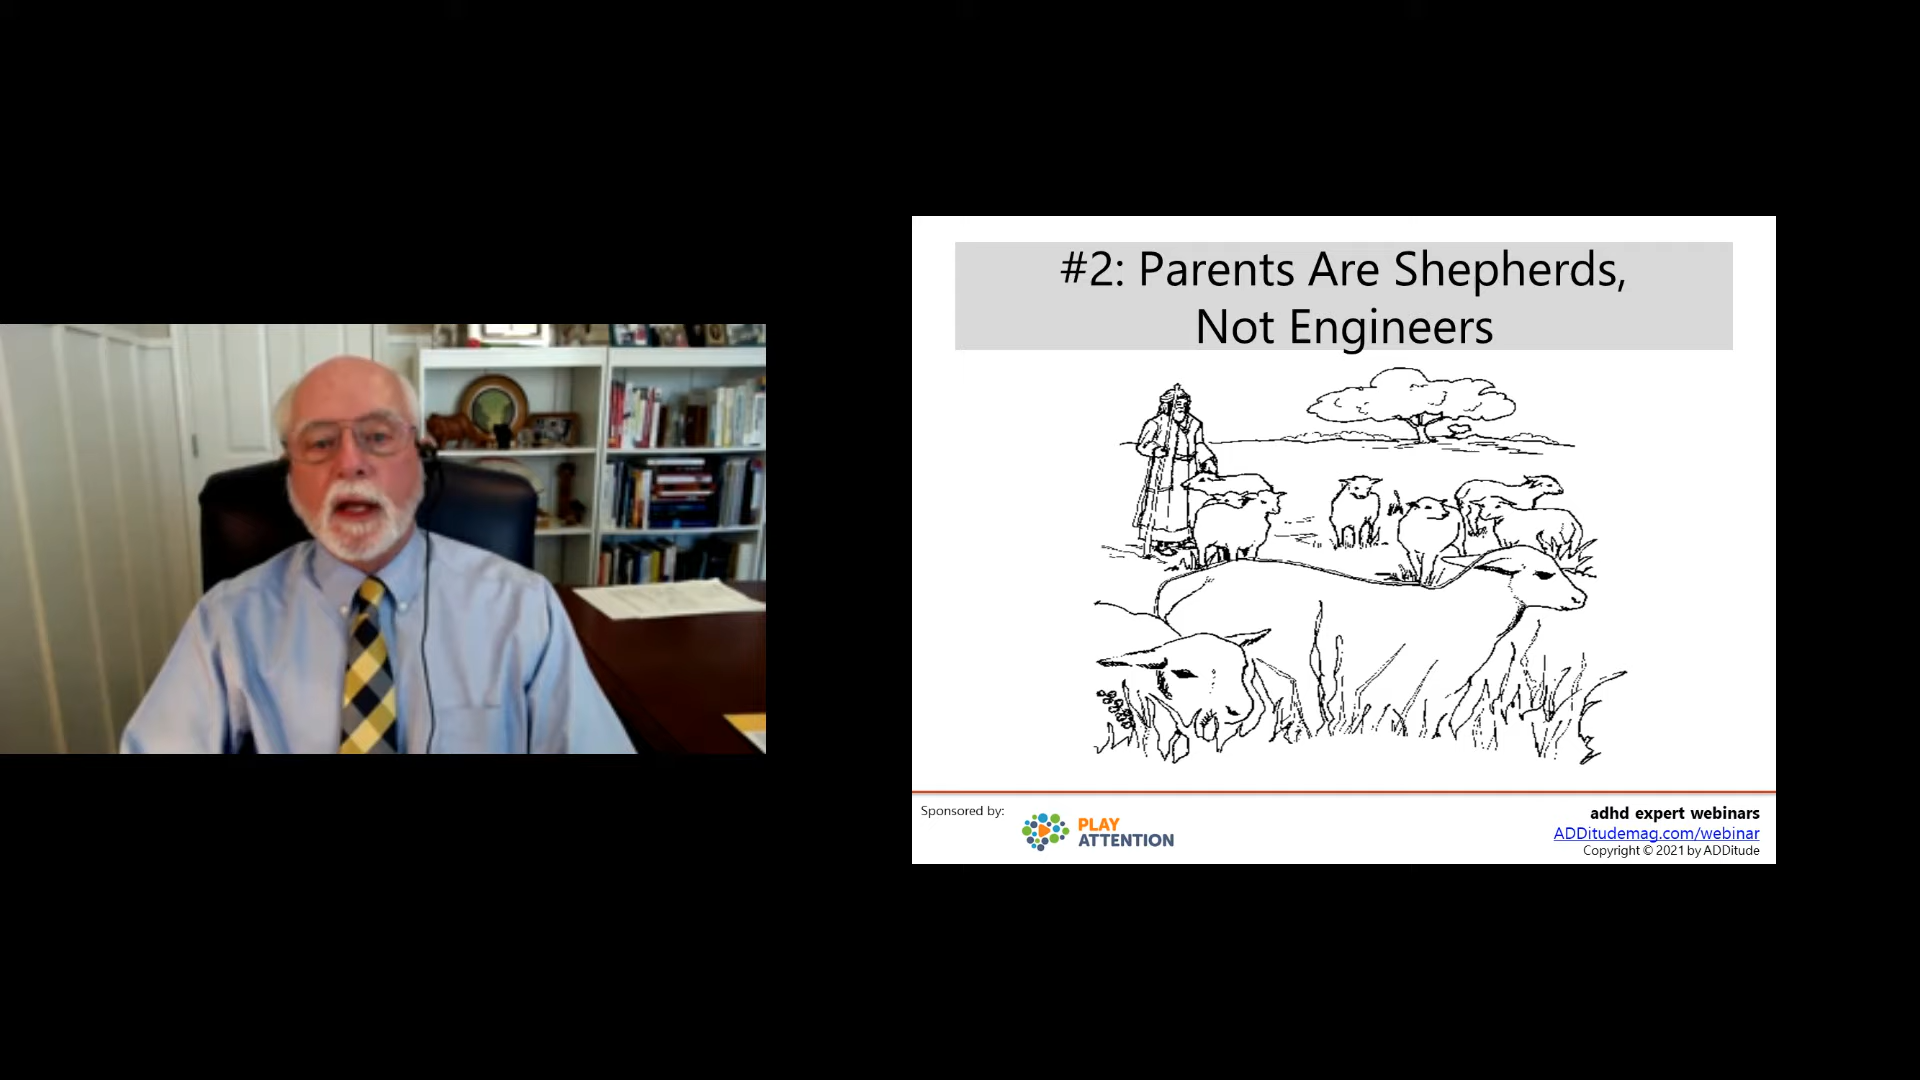 #2: Parents Are Shepherds,
Not Engineers
Sponsored by:
PLAY
ATTENTION
adhd expert webinars
ADDitudemag.com/webinar
Copyright © 2021 by ADDitude